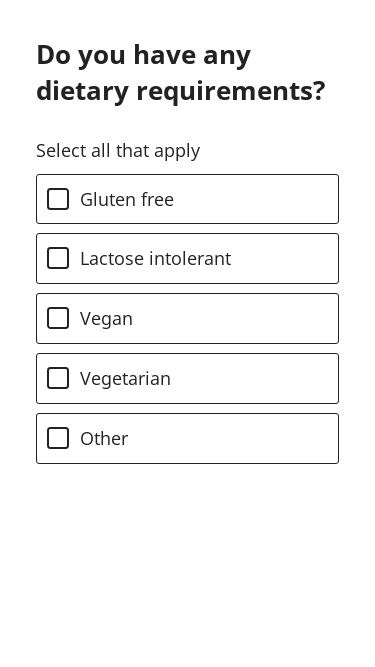 Do you have any
dietary requirements?
Select all that apply
Gluten free
Lactose intolerant
Vegan
Vegetarian
Other